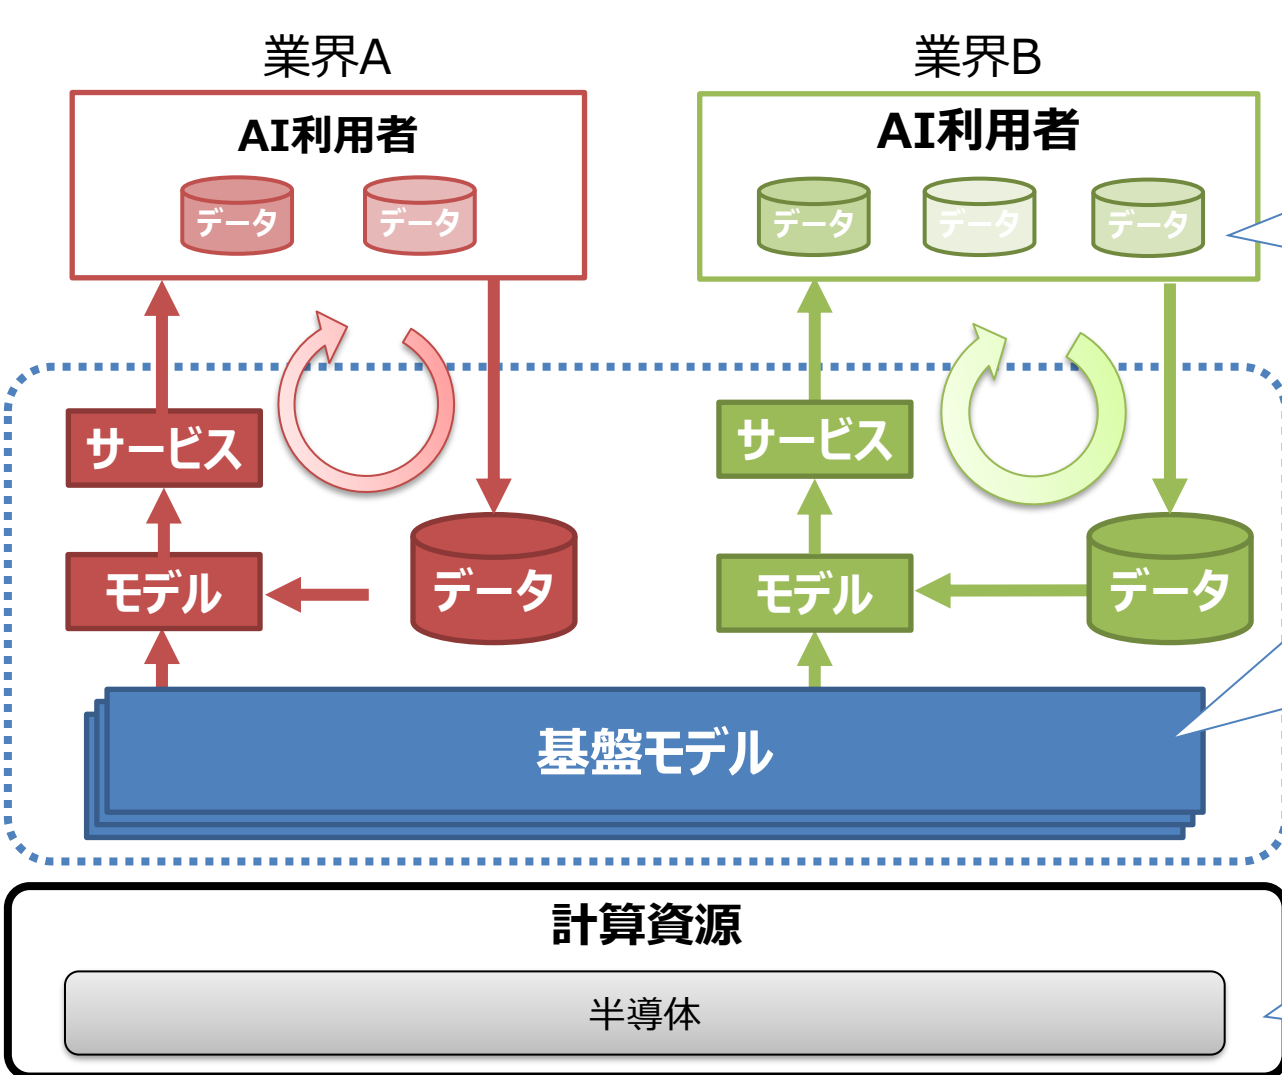 業界A
業界B
AI利用者
AI利用者
データ
データ
データ
データ
データ
サービス
サービス
モデル
データ
モデル
データ
基盤モデル
計算資源
半導体